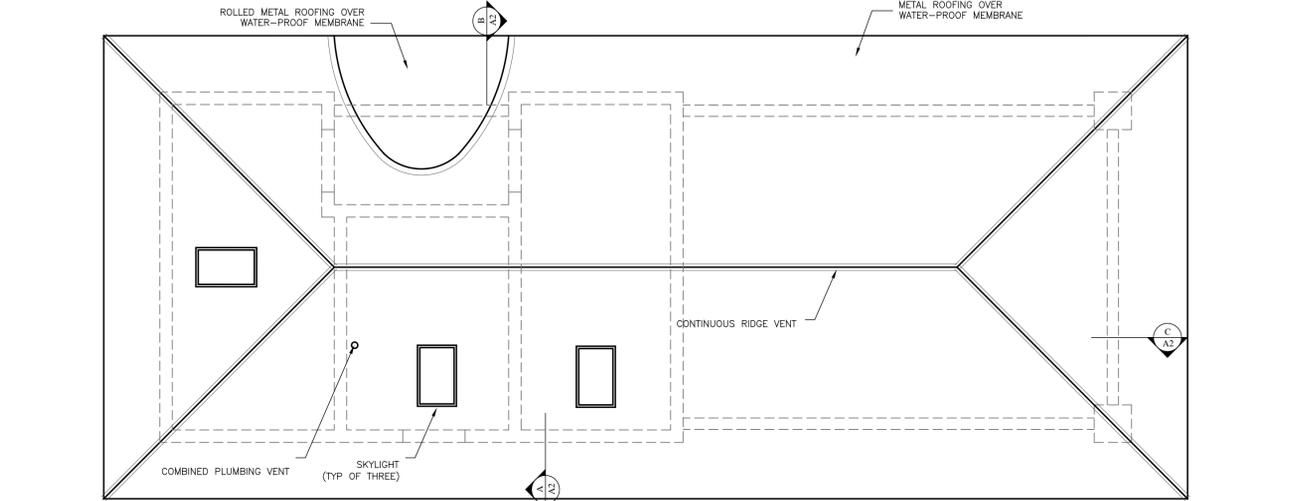 ROLLED METAL ROOFING OVER
WATER-PROOF MEMBRANE
B
A2
METAL ROOFING OVER
WATER-PROOF MEMBRANE
CONTINUOUS RIDGE VENT
C
A2
COMBINED PLUMBING VENT
SKYLIGHT
(TYP OF THREE)
A
A2